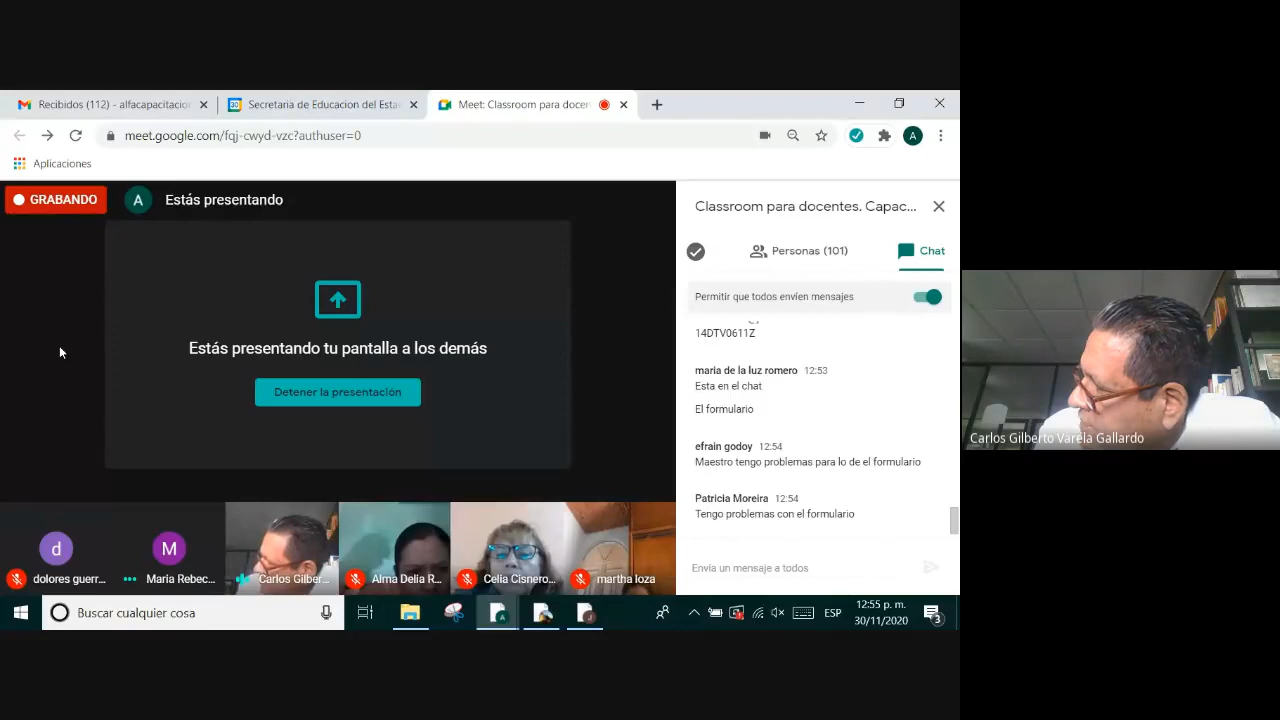 Recibidos (112) - alfacapacitacion
Secretaria de Educacion del Esta
Meet: Classroom para docen
meet.google.com/fqj-cwyd-vzc?authuser=0
Aplicaciones
GRABANDO
A
Estás presentando
Estás presentando tu pantalla a los demás
Detener la presentación
Classroom para docentes. Capac...
Personas (101)
Chat
Permitir que todos envíen mensajes
14DTV0611Z
maria de la luz romero 12:53
Esta en el chat
El formulario
efrain godoy 12:54
Maestro tengo problemas para lo de el formulario
Patricia Moreira 12:54
Tengo problemas con el formulario
Envía un mensaje a todos
d
dolores guerr...
M
Maria Rebec...
Carlos Gilber...
Alma Delia R...
Celia Cisnero...
martha loza
Carlos Gilberto Varela Gallardo
Buscar cualquier cosa
ESP
12:55 p. m.
30/11/2020
3